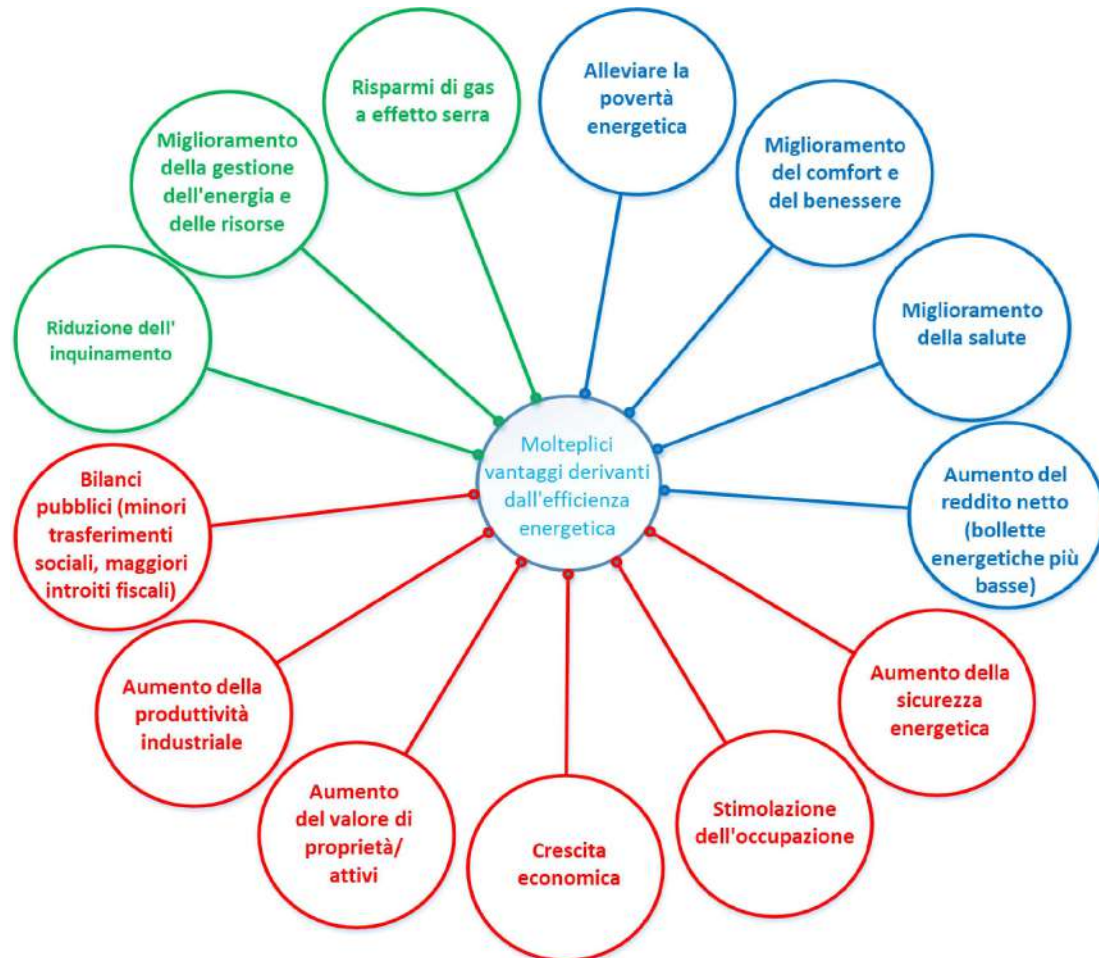 Risparmi di gas
a effetto serra
Alleviare la
povertà
energetica
Miglioramento
della gestione
dell'energia e
delle risorse
Miglioramento
del comfort e
del benessere
Riduzione dell'
inquinamento
Miglioramento
della salute
Molteplici
vantaggi derivanti
dall'efficienza
energetica
Bilanci
pubblici (minori
trasferimenti
sociali, maggiori
introiti fiscali)
Aumento del
reddito netto
(bollette
energetiche più
basse)
Aumento della
produttività
industriale
Aumento della
sicurezza
energetica
Aumento
del valore di
proprietà/
attivi
Crescita
economica
Stimolazione
dell'occupazione